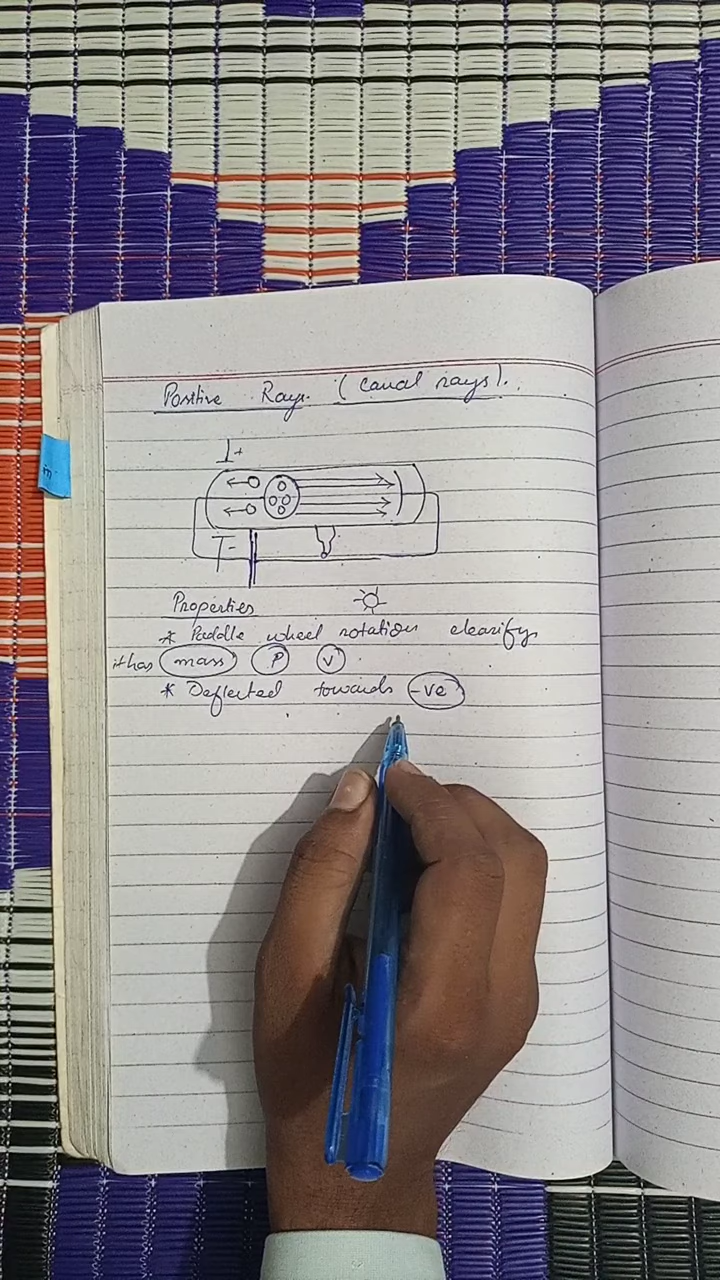 Positive Rays. (Canal rays).
I+
T-
Properties
* Paddle wheel rotation clearify
it has mass P V
* Deflected towards -ve